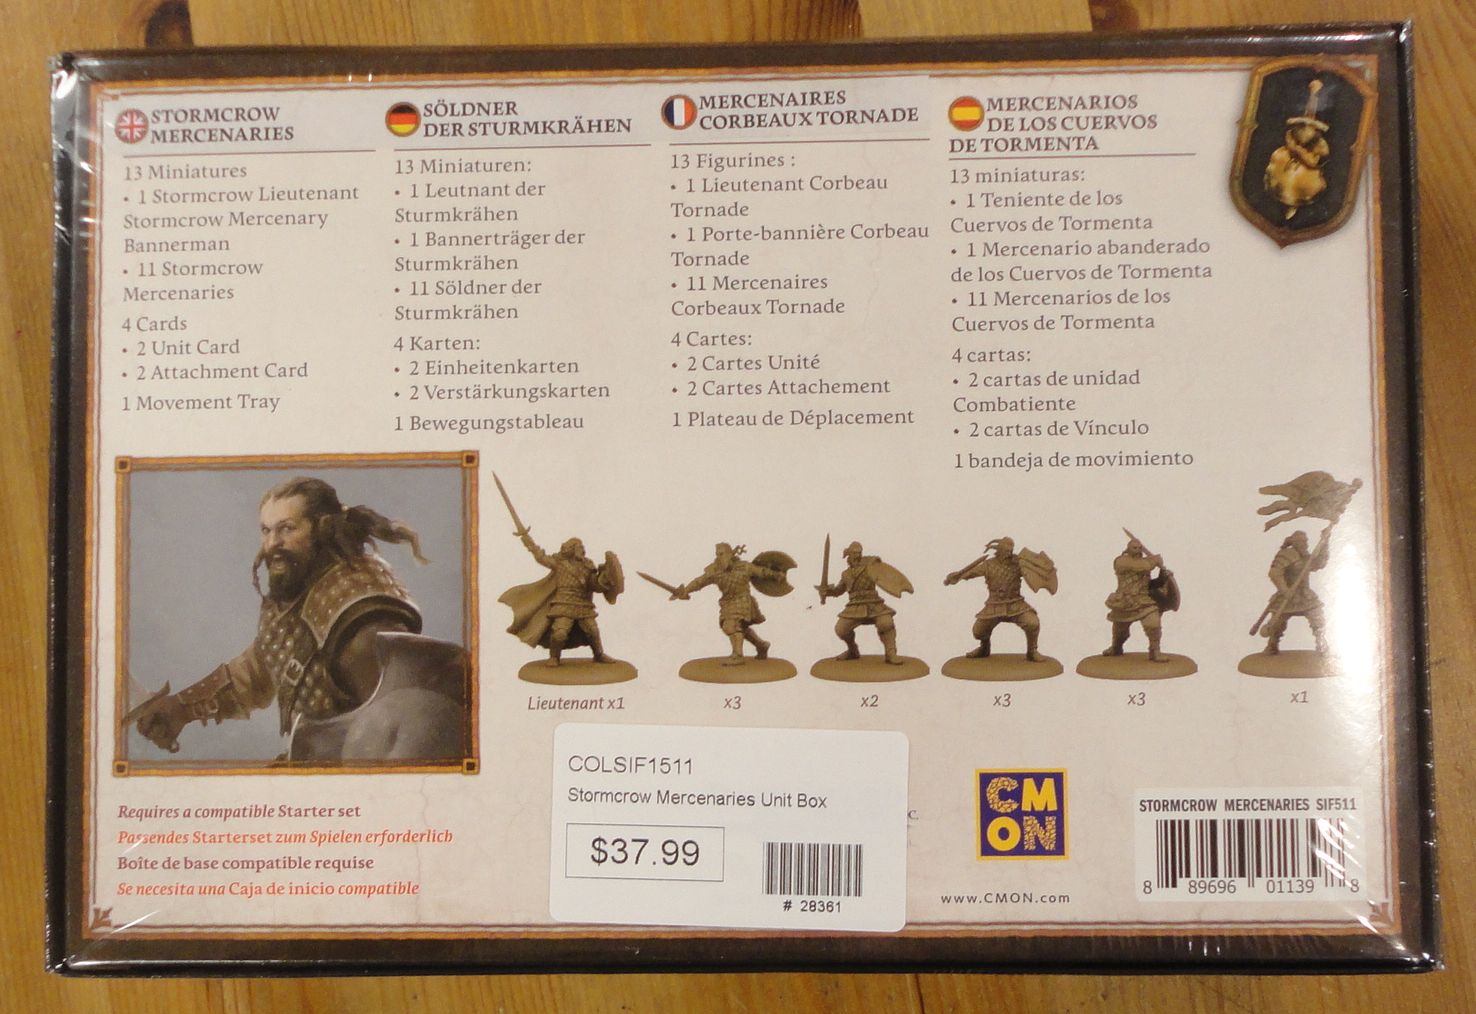 STORMCROW
MERCENARIES
13 Miniatures
• 1 Stormcrow Lieutenant
Stormcrow Mercenary
Bannerman
• 11 Stormcrow
Mercenaries
4 Cards
• 2 Unit Card
• 2 Attachment Card
1 Movement Tray
SÖLDNER
DER STURMKRÄHEN
13 Miniaturen:
• 1 Leutnant der
Sturmkrähen
• 1 Bannerträger der
Sturmkrähen
• 11 Söldner der
Sturmkrähen
4 Karten:
• 2 Einheitenkarten
• 2 Verstärkungskarten
1 Bewegungstableau
MERCENAIRES
CORBEAUX TORNADE
13 Figurines :
• 1 Lieutenant Corbeau
Tornade
• 1 Porte-bannière Corbeau
Tornade
• 11 Mercenaires
Corbeaux Tornade
4 Cartes:
• 2 Cartes Unité
• 2 Cartes Attachement
1 Plateau de Déplacement
MERCENARIOS
DE LOS CUERVOS
DE TORMENTA
13 miniaturas:
• 1 Teniente de los
Cuervos de Tormenta
• 1 Mercenario abanderado
de los Cuervos de Tormenta
• 11 Mercenarios de los
Cuervos de Tormenta
4 cartas:
• 2 cartas de unidad
Combatiente
• 2 cartas de Vínculo
1 bandeja de movimiento
Lieutenant x1
x3
x2
x3
x3
x1
Requires a compatible Starter set
Passendes Starterset zum Spielen erforderlich
Boîte de base compatible requise
Se necesita una Caja de inicio compatible
COLSIF1511
Stormcrow Mercenaries Unit Box
$37.99
# 28361
C.
CM
ON
www.CMON.com
STORMCROW MERCENARIES SIF511
8 89696 01139 8